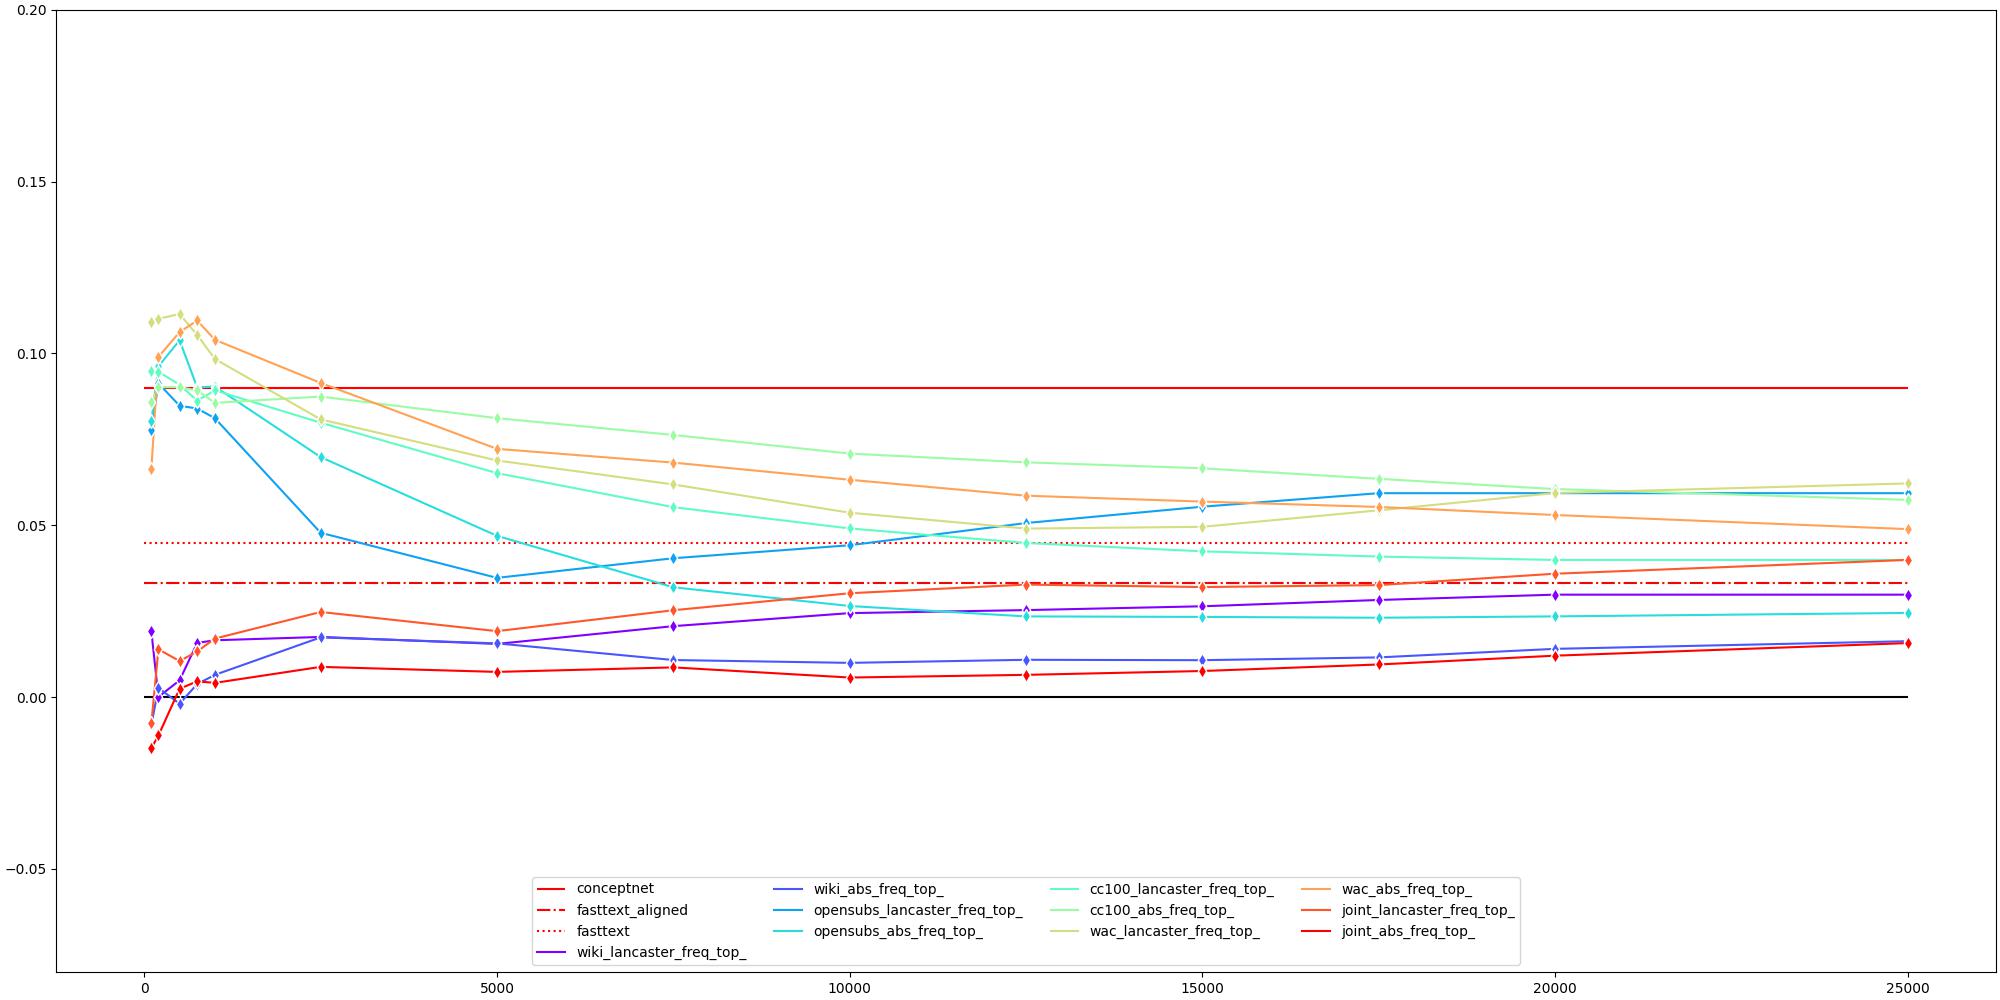 0.20
0.15
0.10
0.05
0.00
−0.05
0 5000 10000 15000 20000 25000
conceptnet
fasttext_aligned
fasttext
wiki_lancaster_freq_top_
wiki_abs_freq_top_
opensubs_lancaster_freq_top_
opensubs_abs_freq_top_
cc100_lancaster_freq_top_
cc100_abs_freq_top_
wac_lancaster_freq_top_
wac_abs_freq_top_
joint_lancaster_freq_top_
joint_abs_freq_top_